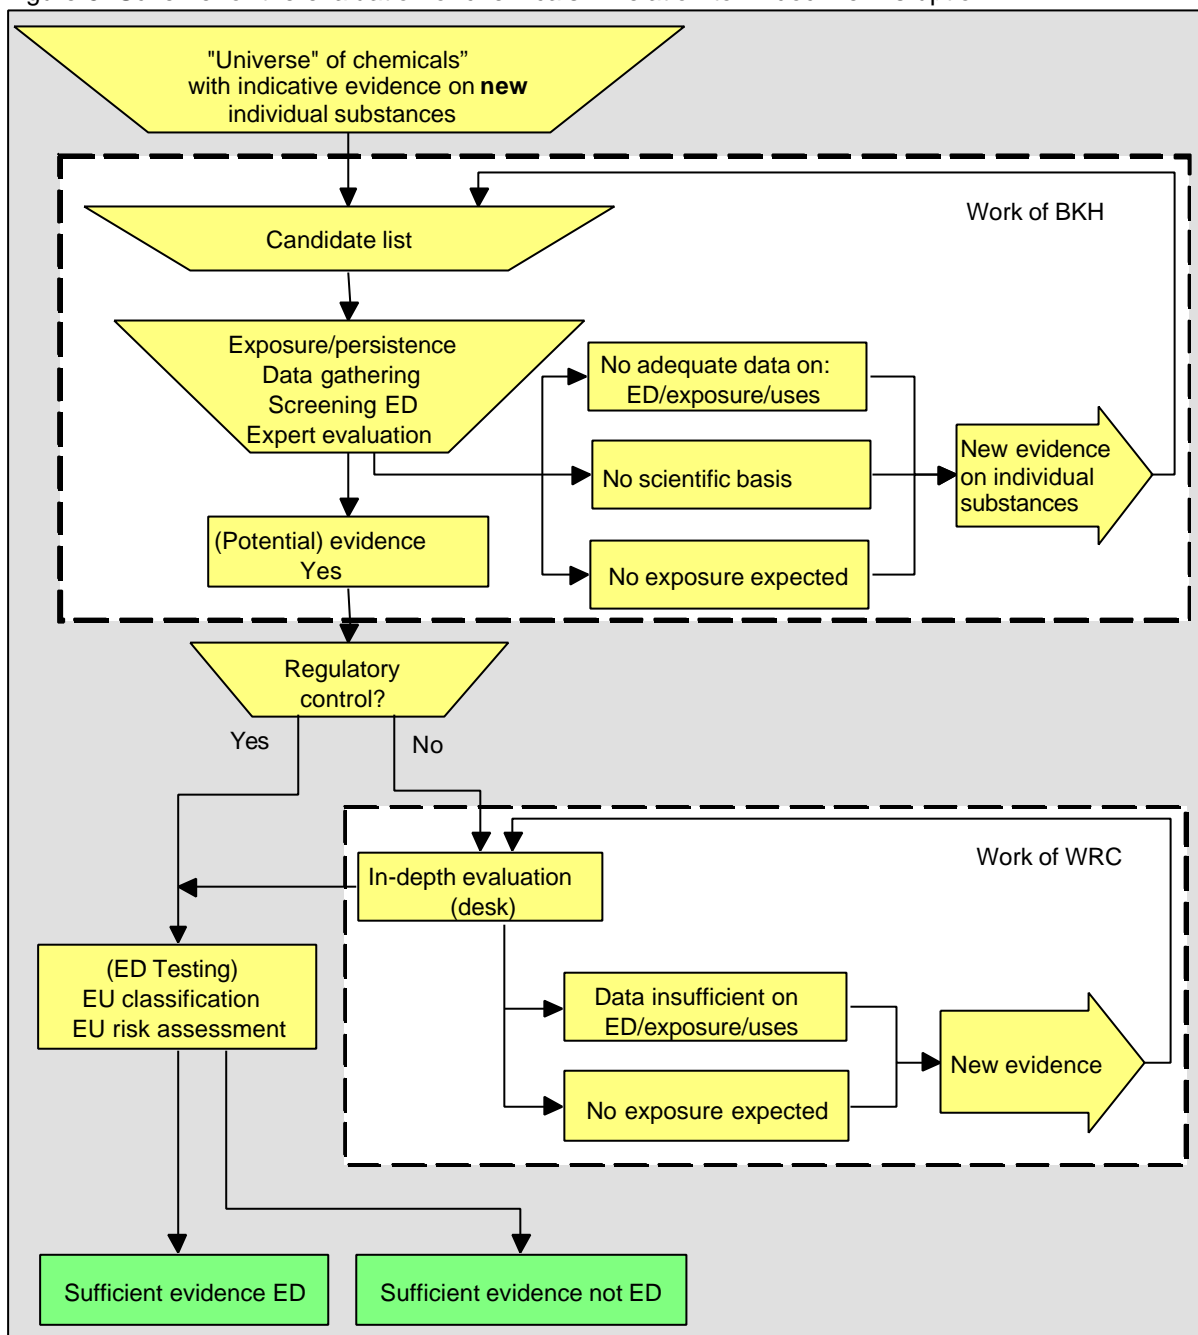 "Universe" of chemicals”
with indicative evidence on new
individual substances
Work of BKH
Candidate list
Exposure/persistence
Data gathering
Screening ED
Expert evaluation
No adequate data on:
ED/exposure/uses
No scientific basis
No exposure expected
New evidence
on individual
substances
(Potential) evidence
Yes
Regulatory
control?
Yes
No
Work of WRC
In-depth evaluation
(desk)
(ED Testing)
EU classification
EU risk assessment
Data insufficient on
ED/exposure/uses
No exposure expected
New evidence
Sufficient evidence ED
Sufficient evidence not ED